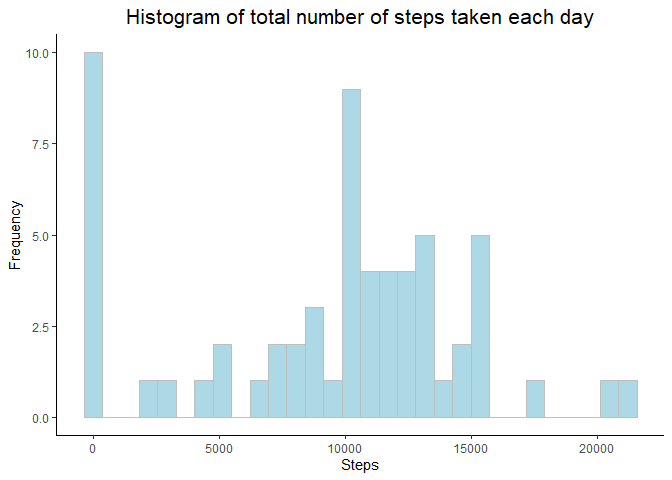 Histogram of total number of steps taken each day
10.0
7.5
5.0
2.5
0.0
Frequency
0 5000 10000 15000 20000
Steps